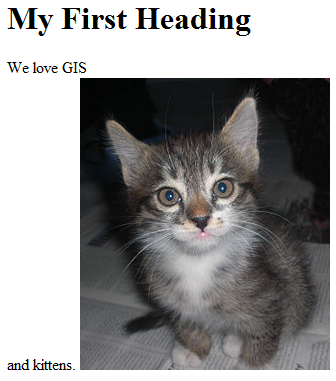 My First Heading
We love GIS
and kittens.